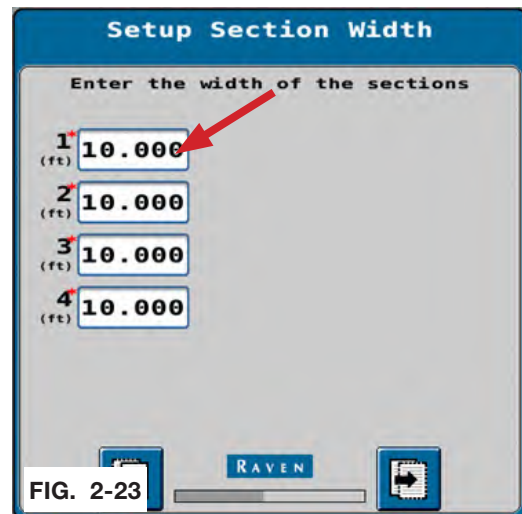 Setup Section Width
Enter the width of the sections
1* 10.000
(ft)
2* 10.000
(ft)
3* 10.000
(ft)
4* 10.000
(ft)
RAVEN
FIG. 2-23